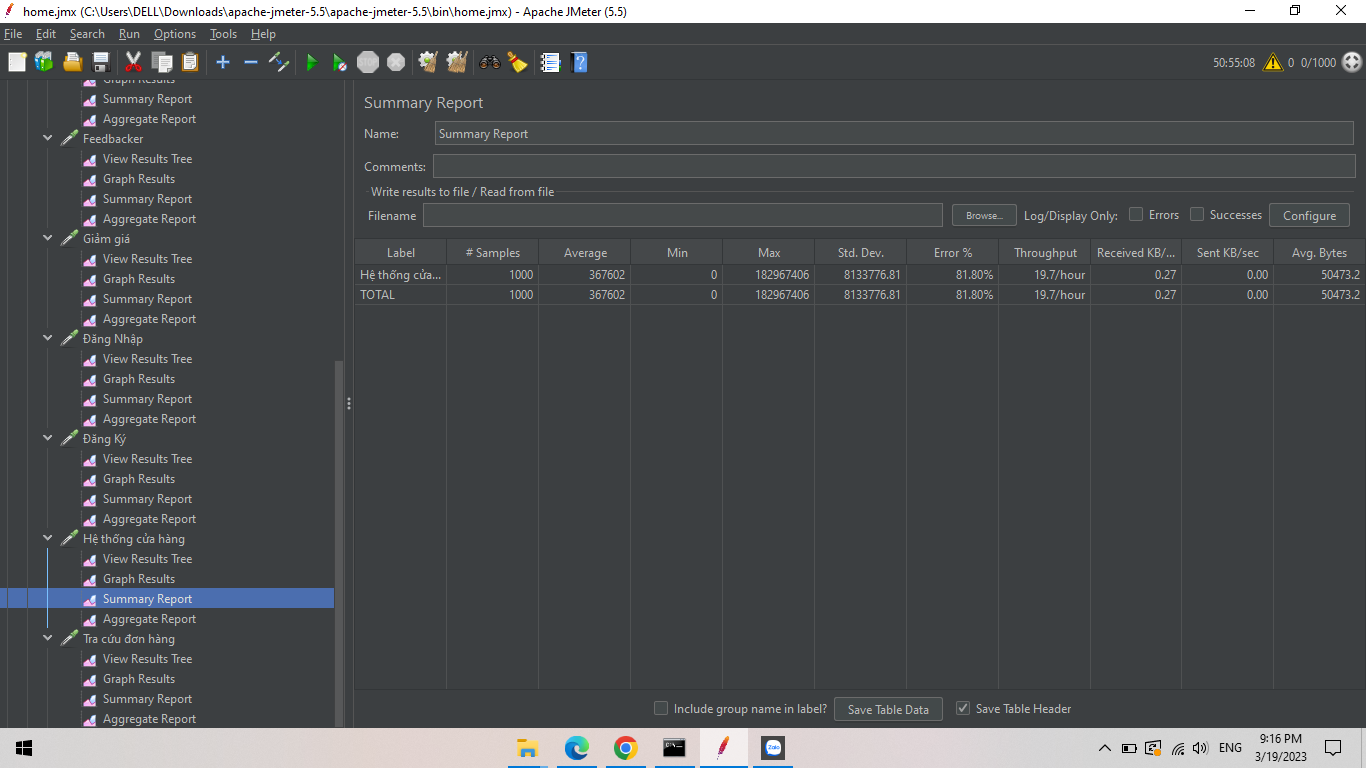 home.jmx (C:\Users\DELL\Downloads\apache-jmeter-5.5\apache-jmeter-5.5\bin\home.jmx) - Apache JMeter (5.5)
File Edit Search Run Options Tools Help
STOP
50:55:08 0 0/1000
Graph Results
Summary Report
Aggregate Report
Feedbacker
View Results Tree
Graph Results
Summary Report
Aggregate Report
Giảm giá
View Results Tree
Graph Results
Summary Report
Aggregate Report
Đăng Nhập
View Results Tree
Graph Results
Summary Report
Aggregate Report
Đăng Ký
View Results Tree
Graph Results
Summary Report
Aggregate Report
Hệ thống cửa hàng
View Results Tree
Graph Results
Summary Report
Aggregate Report
Tra cứu đơn hàng
View Results Tree
Graph Results
Summary Report
Aggregate Report
Summary Report
Name: Summary Report
Comments:
Write results to file / Read from file
Filename Browse... Log/Display Only: Errors Successes Configure
Label # Samples Average Min Max Std. Dev. Error % Throughput Received KB/... Sent KB/sec Avg. Bytes
Hệ thống cửa... 1000 367602 0 182967406 8133776.81 81.80% 19.7/hour 0.27 0.00 50473.2
TOTAL 1000 367602 0 182967406 8133776.81 81.80% 19.7/hour 0.27 0.00 50473.2
Include group name in label? Save Table Data Save Table Header
Zalo
ENG
9:16 PM
3/19/2023